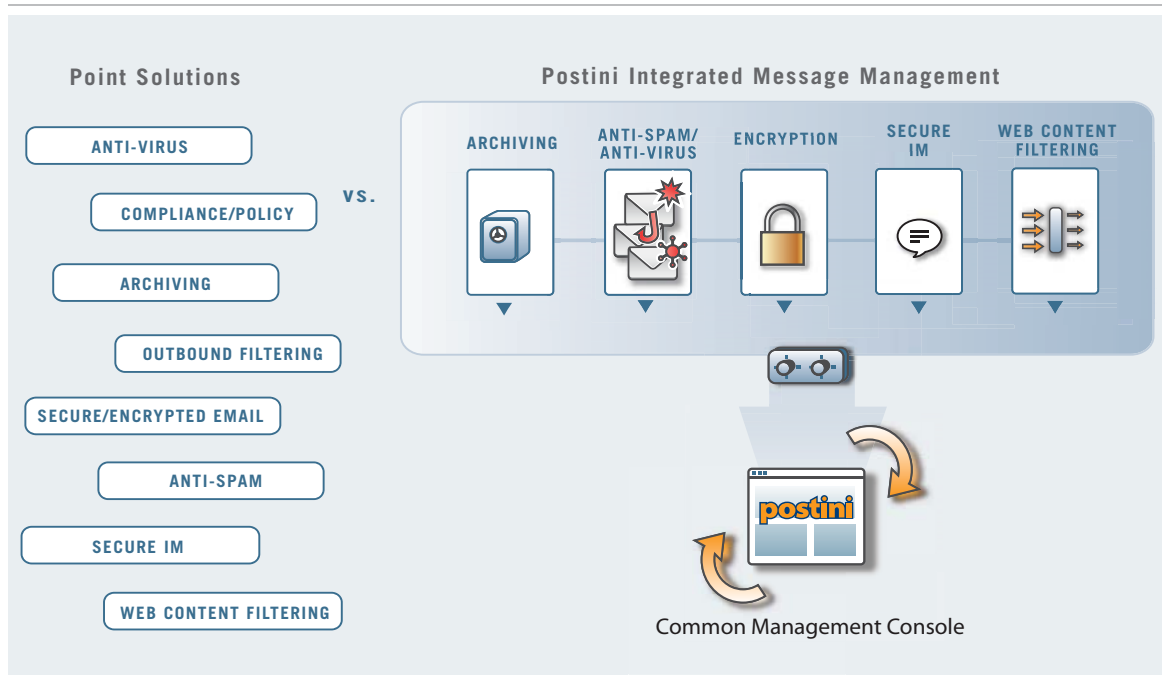 Point Solutions
ANTI-VIRUS
COMPLIANCE/POLICY
ARCHIVING
OUTBOUND FILTERING
SECURE/ENCRYPTED EMAIL
ANTI-SPAM
SECURE IM
WEB CONTENT FILTERING
VS.
Postini Integrated Message Management
ARCHIVING
ANTI-SPAM/
ANTI-VIRUS
ENCRYPTION
SECURE
IM
WEB CONTENT
FILTERING
postini
Common Management Console